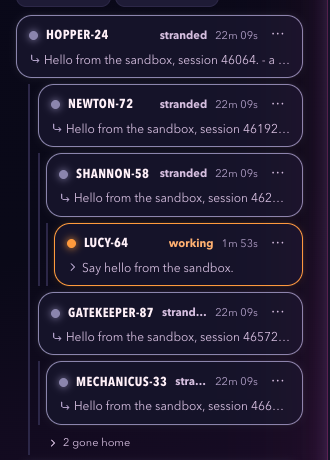 HOPPER-24 stranded 22m 09s ...
↳ Hello from the sandbox, session 46064. - a ...
NEWTON-72 stranded 22m 09s ...
↳ Hello from the sandbox, session 46192...
SHANNON-58 stranded 22m 09s ...
↳ Hello from the sandbox, session 462...
LUCY-64 working 1m 53s ...
> Say hello from the sandbox.
GATEKEEPER-87 strand... 22m 09s ...
↳ Hello from the sandbox, session 46572...
MECHANICUS-33 stra... 22m 09s ...
↳ Hello from the sandbox, session 466...
> 2 gone home